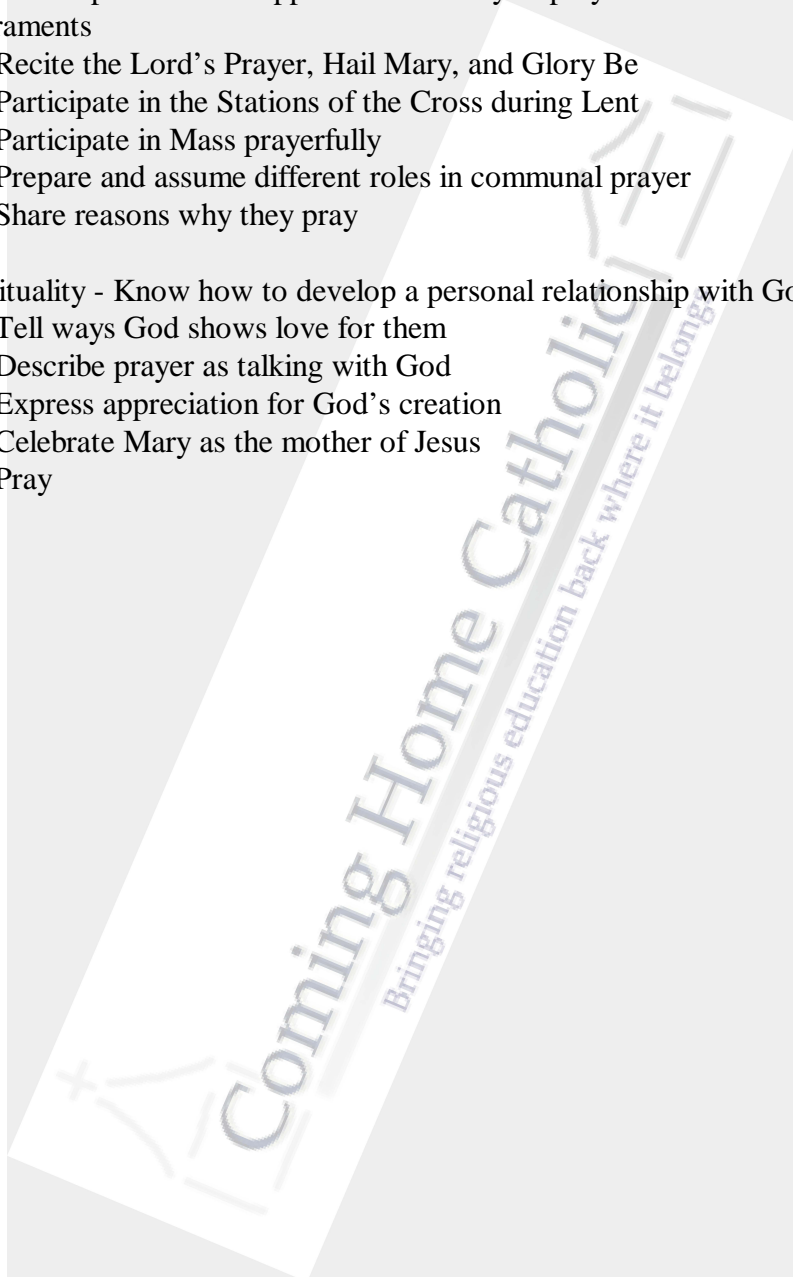 raments
Recite the Lord's Prayer, Hail Mary, and Glory Be
Participate in the Stations of the Cross during Lent
Participate in Mass prayerfully
Prepare and assume different roles in communal prayer
Share reasons why they pray
ituality - Know how to develop a personal relationship with Go
Tell ways God shows love for them
Describe prayer as talking with God
Express appreciation for God's creation
Celebrate Mary as the mother of Jesus
Pray
Coming Home Catholic
Bringing religious education back where it belongs